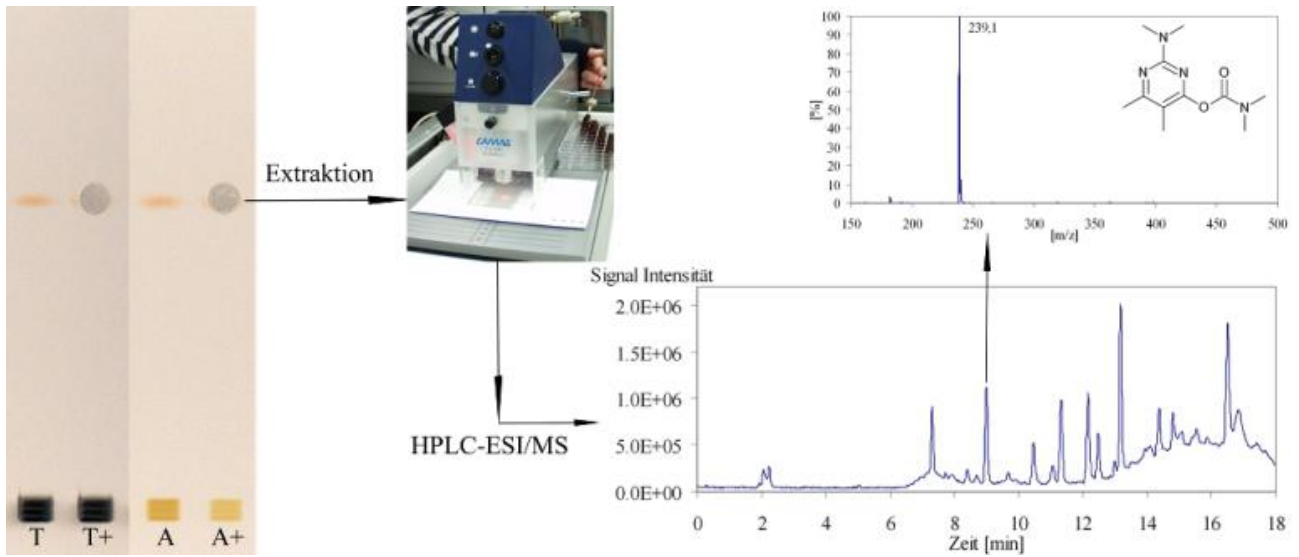 Extraktion
CAMAG
T T+ A A+
HPLC-ESI/MS
239,1
[%]
100
90
80
70
60
50
40
30
20
10
0
150 200 250 300 350 400 450 500
[m/z]
N
N N O
O N
Signal Intensität
2.0E+06
1.5E+06
1.0E+06
5.0E+05
0.0E+00
0 2 4 6 8 10 12 14 16 18
Zeit [min]